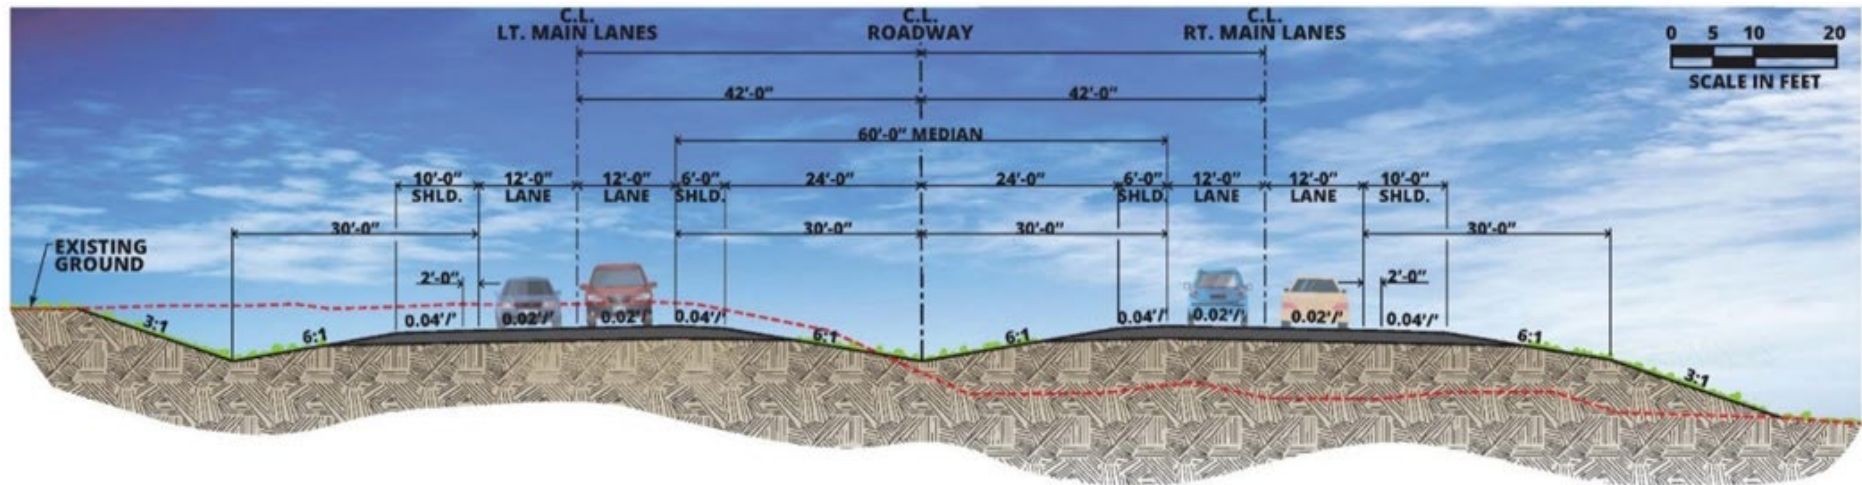 C.L.
LT. MAIN LANES
C.L.
ROADWAY
C.L.
RT. MAIN LANES
0 5 10 20
SCALE IN FEET
42'-0" 42'-0"
60'-0" MEDIAN
10'-0"
SHLD.
12'-0"
LANE
12'-0"
LANE
6'-0"
SHLD.
24'-0"
24'-0"
6'-0"
SHLD.
12'-0"
LANE
12'-0"
LANE
10'-0"
SHLD.
30'-0" 30'-0" 30'-0" 30'-0"
EXISTING
GROUND
2'-0" 2'-0"
0.04'/' 0.02'/' 0.02'/' 0.04'/' 0.04'/' 0.02'/' 0.02'/' 0.04'/'
3:1 6:1 6:1 6:1 6:1 3:1